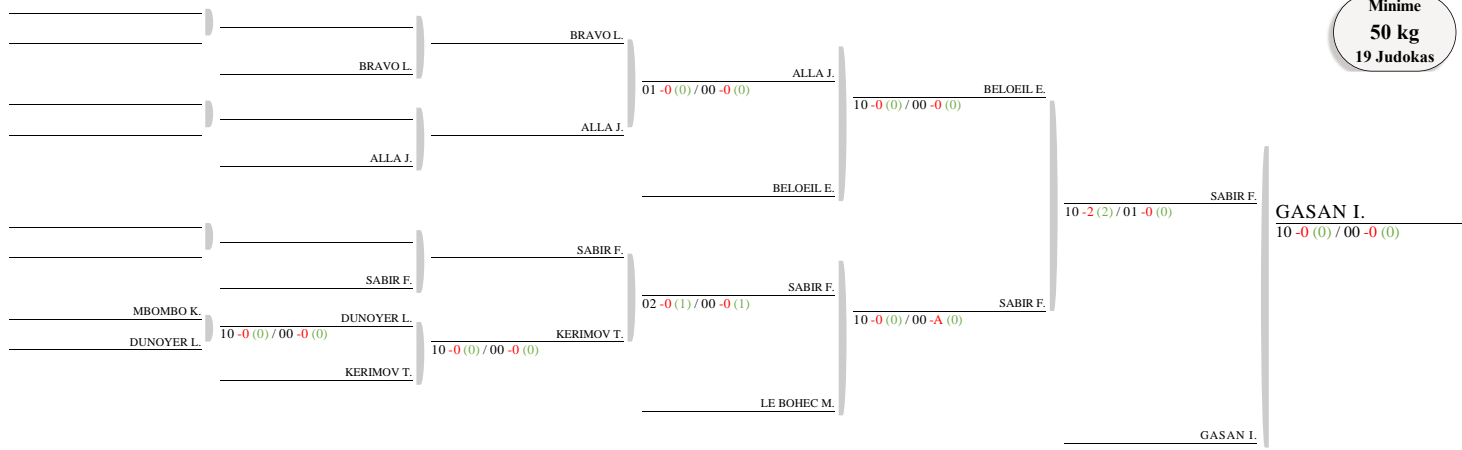 Minime
50 kg
19 Judokas
BRAVO L.
BRAVO L.
ALLA J.
01 -0 (0) / 00 -0 (0)
BELOEIL E.
10 -0 (0) / 00 -0 (0)
ALLA J.
ALLA J.
BELOEIL E.
SABIR F.
10 -2 (2) / 01 -0 (0)
GASAN I.
10 -0 (0) / 00 -0 (0)
SABIR F.
SABIR F.
SABIR F.
02 -0 (1) / 00 -0 (1)
SABIR F.
10 -0 (0) / 00 -A (0)
MBOMBO K.
DUNOYER L.
10 -0 (0) / 00 -0 (0)
DUNOYER L.
KERIMOV T.
10 -0 (0) / 00 -0 (0)
KERIMOV T.
LE BOHEC M.
GASAN I.